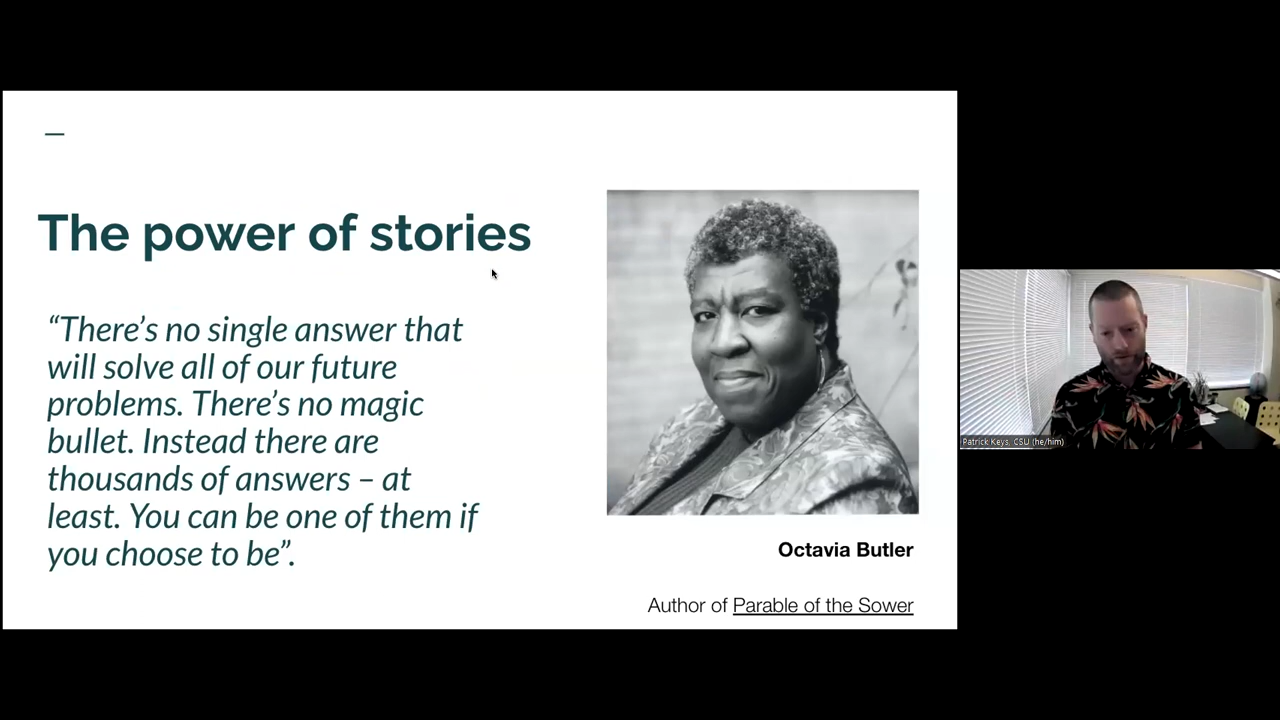 —
The power of stories
“There’s no single answer that
will solve all of our future
problems. There’s no magic
bullet. Instead there are
thousands of answers – at
least. You can be one of them if
you choose to be”.
Octavia Butler
Author of Parable of the Sower
Patrick Keys, CSU (he/him)